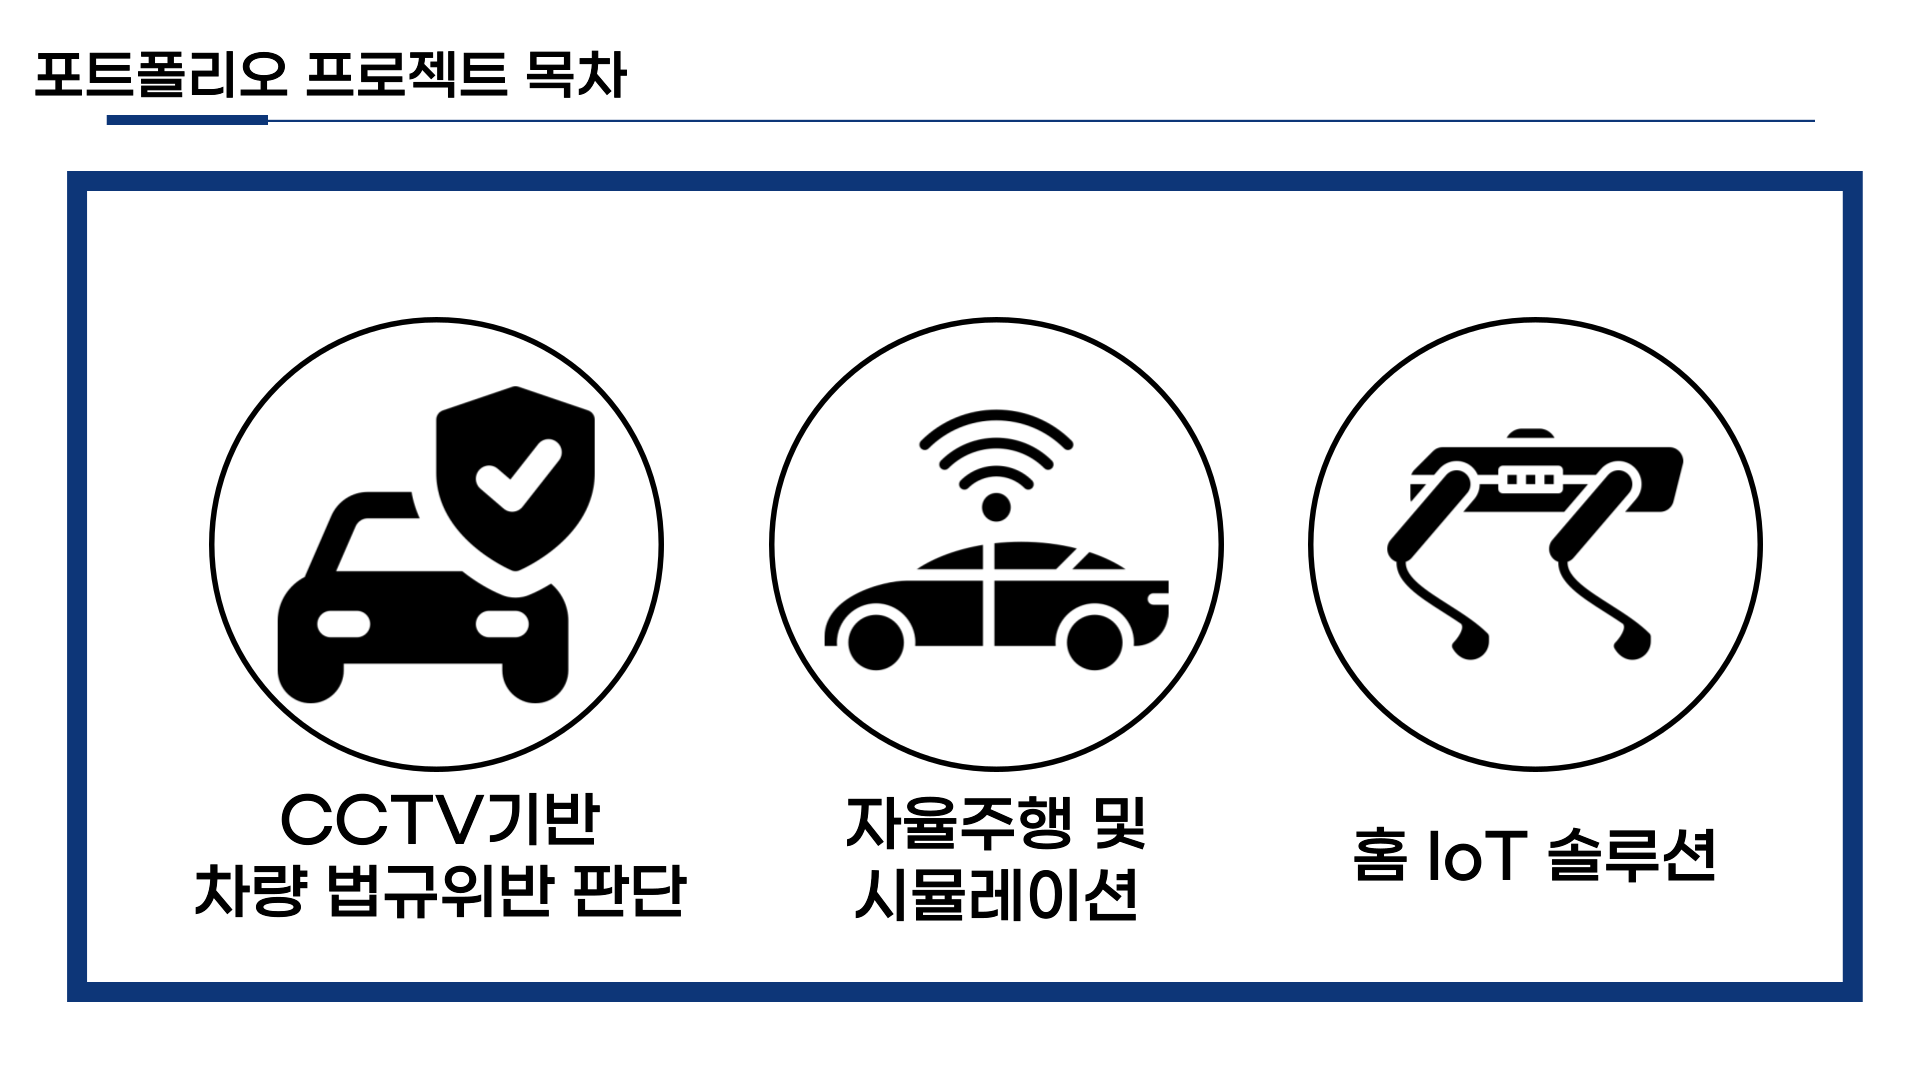 포트폴리오 프로젝트 목차
CCTV기반
차량 법규위반 판단
자율주행 및
시뮬레이션
홈 IoT 솔루션